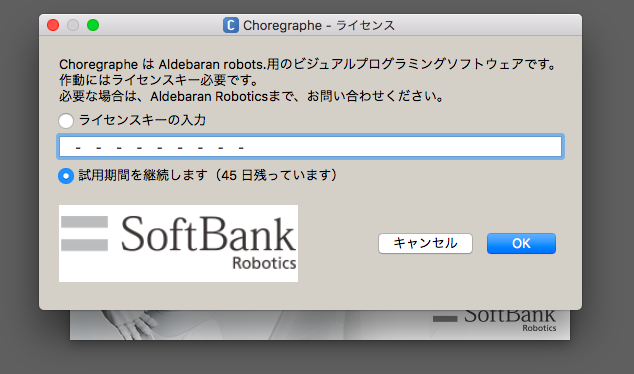 Choregraphe - ライセンス
Choregraphe は Aldebaran robots.用のビジュアルプログラミングソフトウェアです。
作動にはライセンスキー必要です。
必要な場合は、Aldebaran Roboticsまで、お問い合わせください。
ライセンスキーの入力
- - - - - - - - -
試用期間を継続します（45 日残っています）
SoftBank
Robotics
キャンセル
OK
SoftBank
Robotics